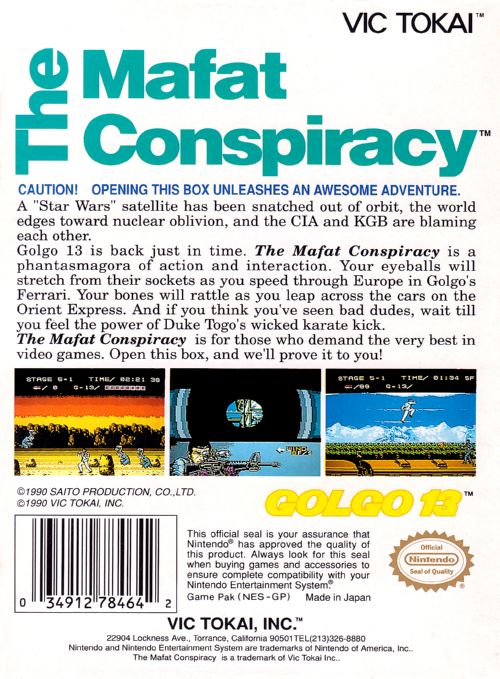 VIC TOKAI™
The Mafat
Conspiracy™
CAUTION! OPENING THIS BOX UNLEASHES AN AWESOME ADVENTURE.
A "Star Wars" satellite has been snatched out of orbit, the world
edges toward nuclear oblivion, and the CIA and KGB are blaming
each other.
Golgo 13 is back just in time. The Mafat Conspiracy is a
phantasmagora of action and interaction. Your eyeballs will
stretch from their sockets as you speed through Europe in Golgo's
Ferrari. Your bones will rattle as you leap across the cars on the
Orient Express. And if you think you've seen bad dudes, wait till
you feel the power of Duke Togo's wicked karate kick.
The Mafat Conspiracy is for those who demand the very best in
video games. Open this box, and we'll prove it to you!
STAGE 6-1 TIME/ 02:21 38
/ 0 G-13/
STAGE 5-1 TIME/ 01:34 5F
/89 G-13/
©1990 SAITO PRODUCTION, CO.,LTD.
©1990 VIC TOKAI, INC.
GOLGO 13™
0 34912 78464 2
This official seal is your assurance that
Nintendo® has approved the quality of
this product. Always look for this seal
when buying games and accessories to
ensure complete compatibility with your
Nintendo Entertainment System.®
Game Pak (NES-GP) Made in Japan
Official
Nintendo
Seal of Quality
®
VIC TOKAI, INC.™
22904 Lockness Ave., Torrance, California 90501TEL(213)326-8880
Nintendo and Nintendo Entertainment System are trademarks of Nintendo of America, Inc..
The Mafat Conspiracy is a trademark of Vic Tokai Inc..